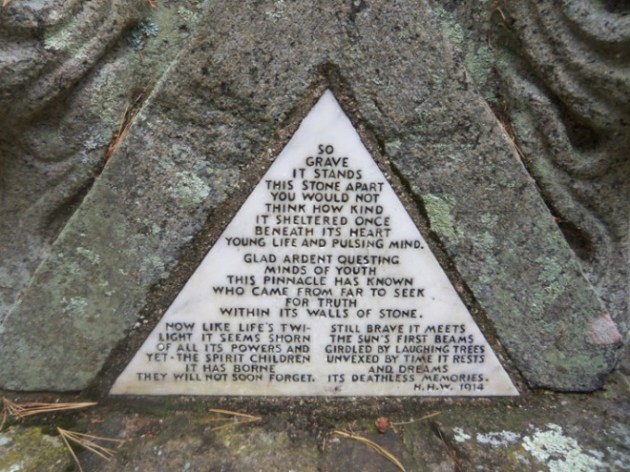 SO
GRAVE
IT STANDS
THIS STONE APART
YOU WOULD NOT
THINK HOW KIND
IT SHELTERED ONCE
BENEATH ITS HEART
YOUNG LIFE AND PULSING MIND.
GLAD ARDENT QUESTING
MINDS OF YOUTH
THIS PINNACLE HAS KNOWN
WHO CAME FROM FAR TO SEEK
FOR TRUTH
WITHIN ITS WALLS OF STONE.
NOW LIKE LIFE'S TWI-
LIGHT IT SEEMS SHORN
OF ALL ITS POWERS AND
YET-THE SPIRIT CHILDREN
IT HAS BORNE
THEY WILL NOT SOON FORGET.
STILL BRAVE IT MEETS
THE SUN'S FIRST BEAMS
GIRDLED BY LAUGHING TREES
UNVEXED BY TIME IT RESTS
AND DREAMS
ITS DEATHLESS MEMORIES.
H.H.W. 1914